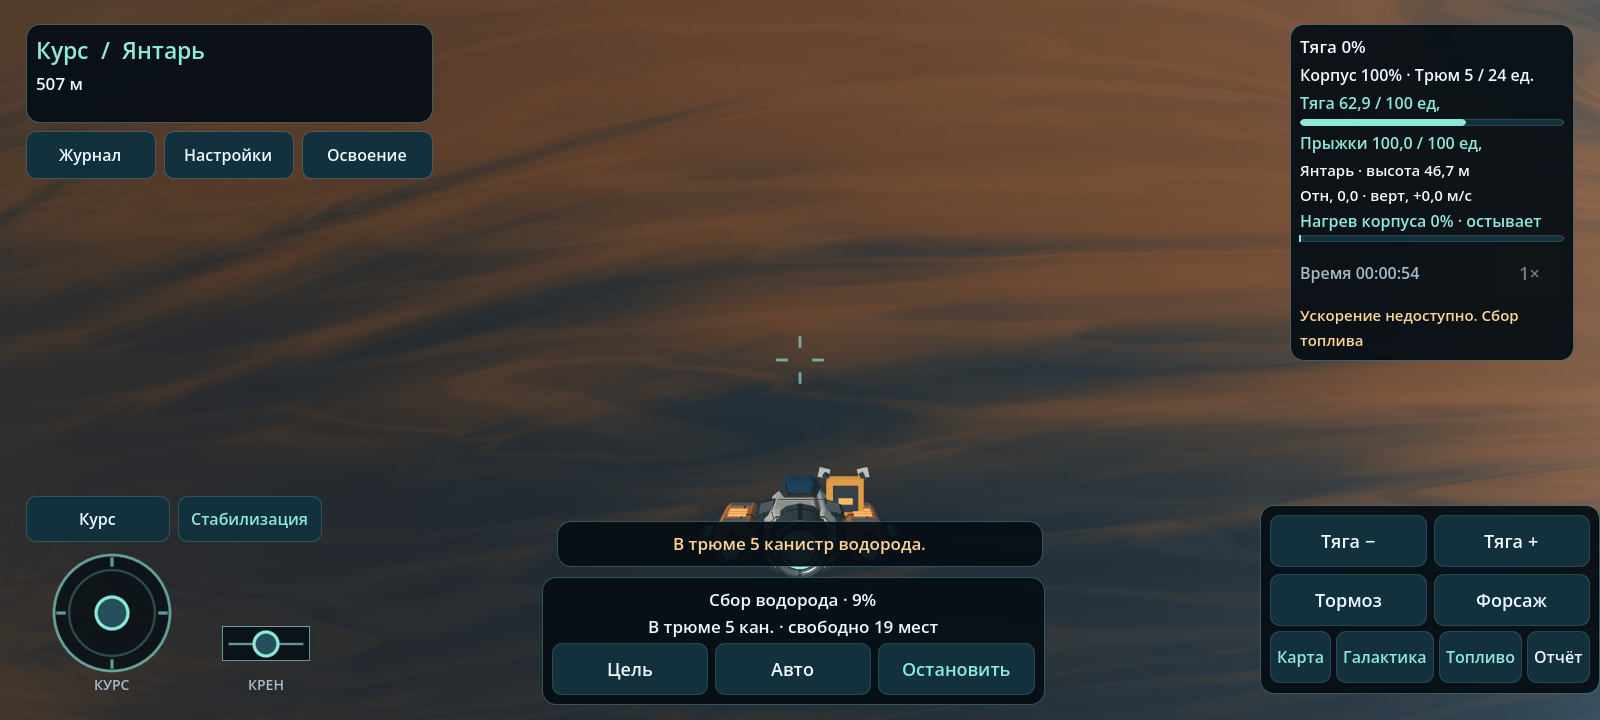 Курс / Янтарь
507 м
Журнал
Настройки
Освоение
Тяга 0%
Корпус 100% · Трюм 5 / 24 ед.
Тяга 62,9 / 100 ед,
Прыжки 100,0 / 100 ед,
Янтарь · высота 46,7 м
Отн, 0,0 · верт, +0,0 м/с
Нагрев корпуса 0% · остывает
Время 00:00:54 1×
Ускорение недоступно. Сбор
топлива
Курс
Стабилизация
КУРС
КРЕН
В трюме 5 канистр водорода.
Сбор водорода · 9%
В трюме 5 кан. · свободно 19 мест
Цель
Авто
Остановить
Тяга −
Тяга +
Тормоз
Форсаж
Карта
Галактика
Топливо
Отчёт